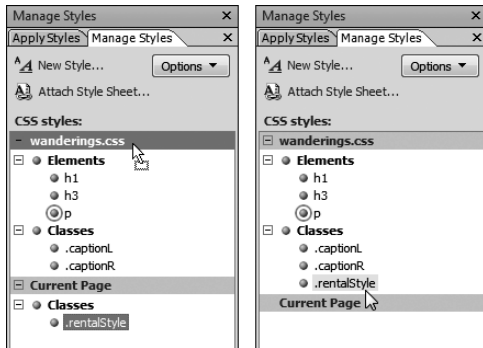 Manage Styles
Apply Styles Manage Styles
New Style... Options
Attach Style Sheet...
CSS styles:
wanderings.css
Elements
h1
h3
p
Classes
.captionL
.captionR
Current Page
Classes
.rentalStyle
Manage Styles
Apply Styles Manage Styles
New Style... Options
Attach Style Sheet...
CSS styles:
wanderings.css
Elements
h1
h3
p
Classes
.captionL
.captionR
.rentalStyle
Current Page